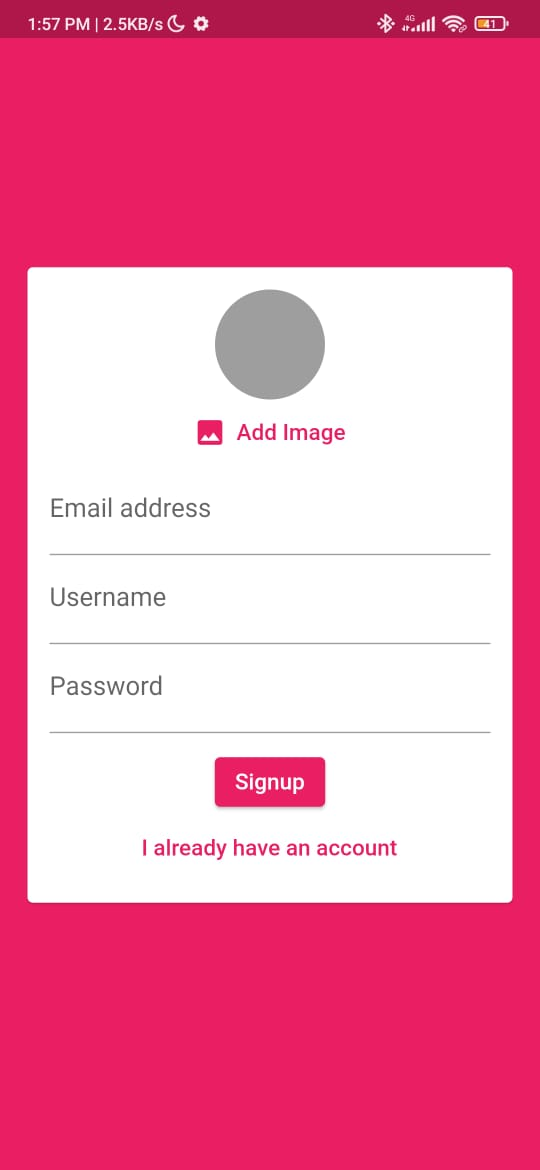 1:57 PM | 2.5KB/s 4G 41
Add Image
Email address
Username
Password
Signup
I already have an account